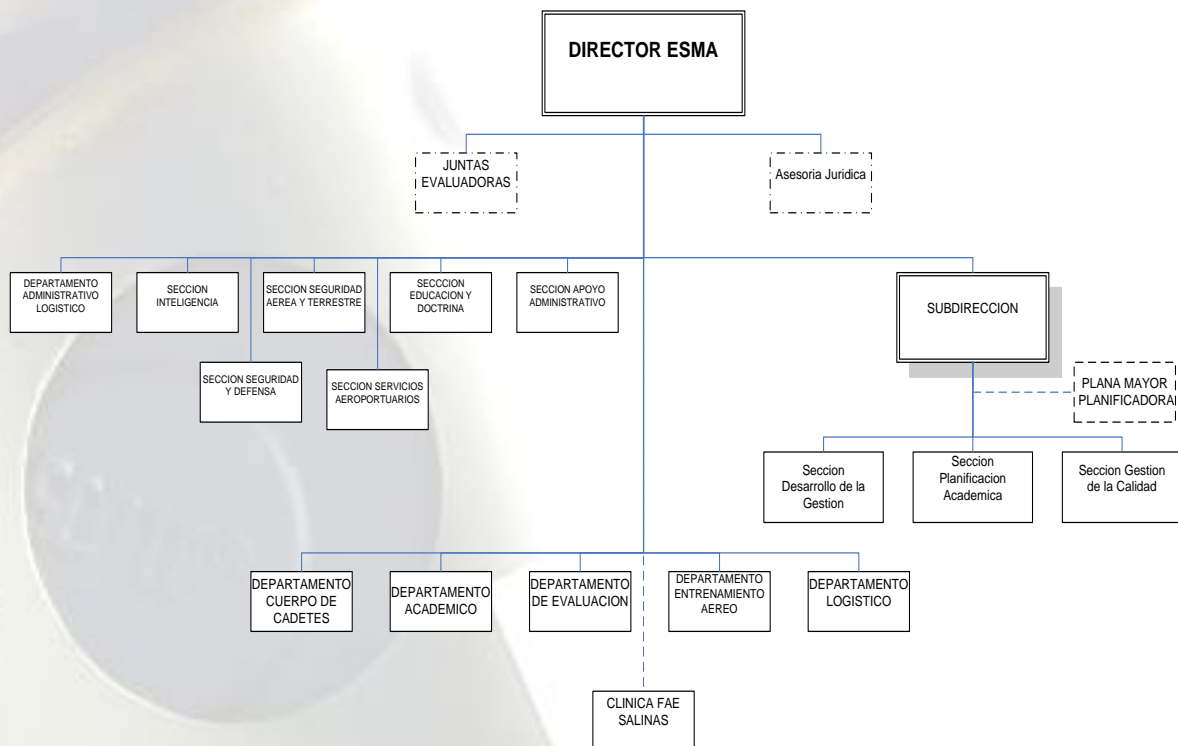 DIRECTOR ESMA
JUNTAS
EVALUADORAS
Asesoria Juridica
DEPARTAMENTO
ADMINISTRATIVO
LOGISTICO
SECCION
INTELIGENCIA
SECCION SEGURIDAD
AEREA Y TERRESTRE
SECCCION
EDUCACION Y
DOCTRINA
SECCION APOYO
ADMINISTRATIVO
SUBDIRECCION
SECCION SEGURIDAD
Y DEFENSA
SECCION SERVICIOS
AEROPORTUARIOS
PLANA MAYOR
PLANIFICADORA
Seccion
Desarrollo de la
Gestion
Seccion
Planificacion
Academica
Seccion Gestion
de la Calidad
DEPARTAMENTO
CUERPO DE
CADETES
DEPARTAMENTO
ACADEMICO
DEPARTAMENTO
DE EVALUACION
DEPARTAMENTO
ENTRENAMIENTO
AEREO
DEPARTAMENTO
LOGISTICO
CLINICA FAE
SALINAS